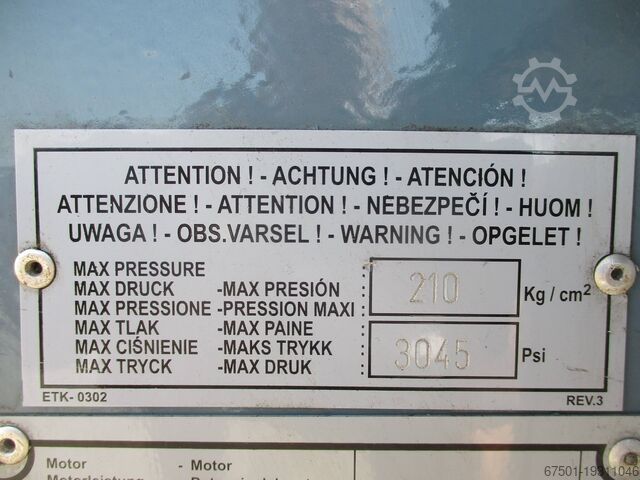 ATTENTION ! - ACHTUNG ! - ATENCIÓN !
ATTENZIONE ! - ATTENTION ! - NEBEZPEČÍ ! - HUOM !
UWAGA ! - OBS.VARSEL ! - WARNING ! - OPGELET !
MAX PRESSURE :
MAX DRUCK -MAX PRESIÓN : 210 Kg / cm²
MAX PRESSIONE -PRESSION MAXI :
MAX TLAK -MAX PAINE :
MAX CIŚNIENIE -MAKS TRYKK : 3045 Psi
MAX TRYCK -MAX DRUK :
ETK- 0302 REV.3
Motor - Motor
67501-19311046